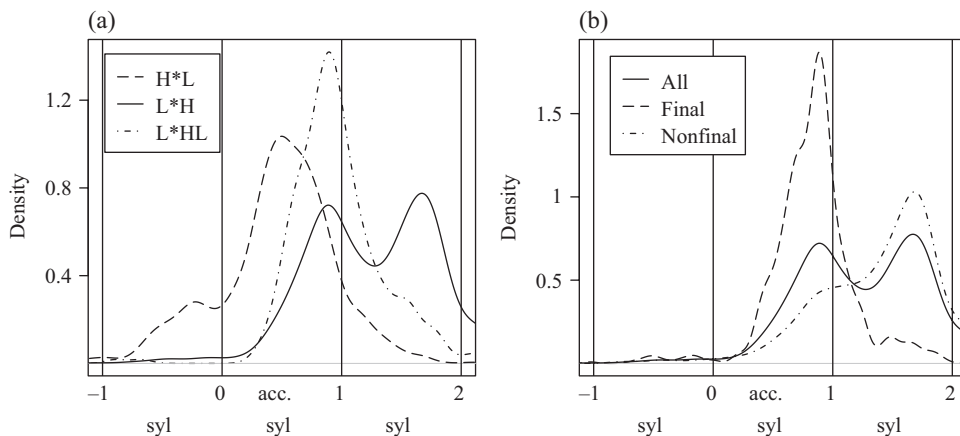 (a)
H*L
L*H
L*HL
Density
1.2
0.8
0.4
–1 0 acc. 1 2
syl syl syl
(b)
All
Final
Nonfinal
Density
1.5
1
0.5
–1 0 acc. 1 2
syl syl syl